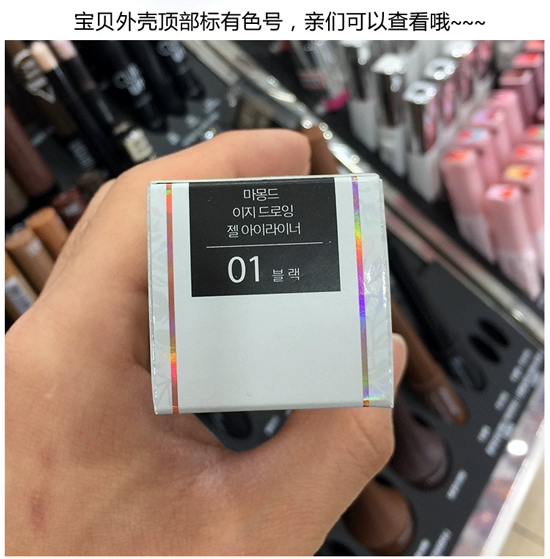 宝贝外壳顶部标有色号，亲们可以查看哦~~~
마몽드
이지 드로잉
젤 아이라이너
01 블랙